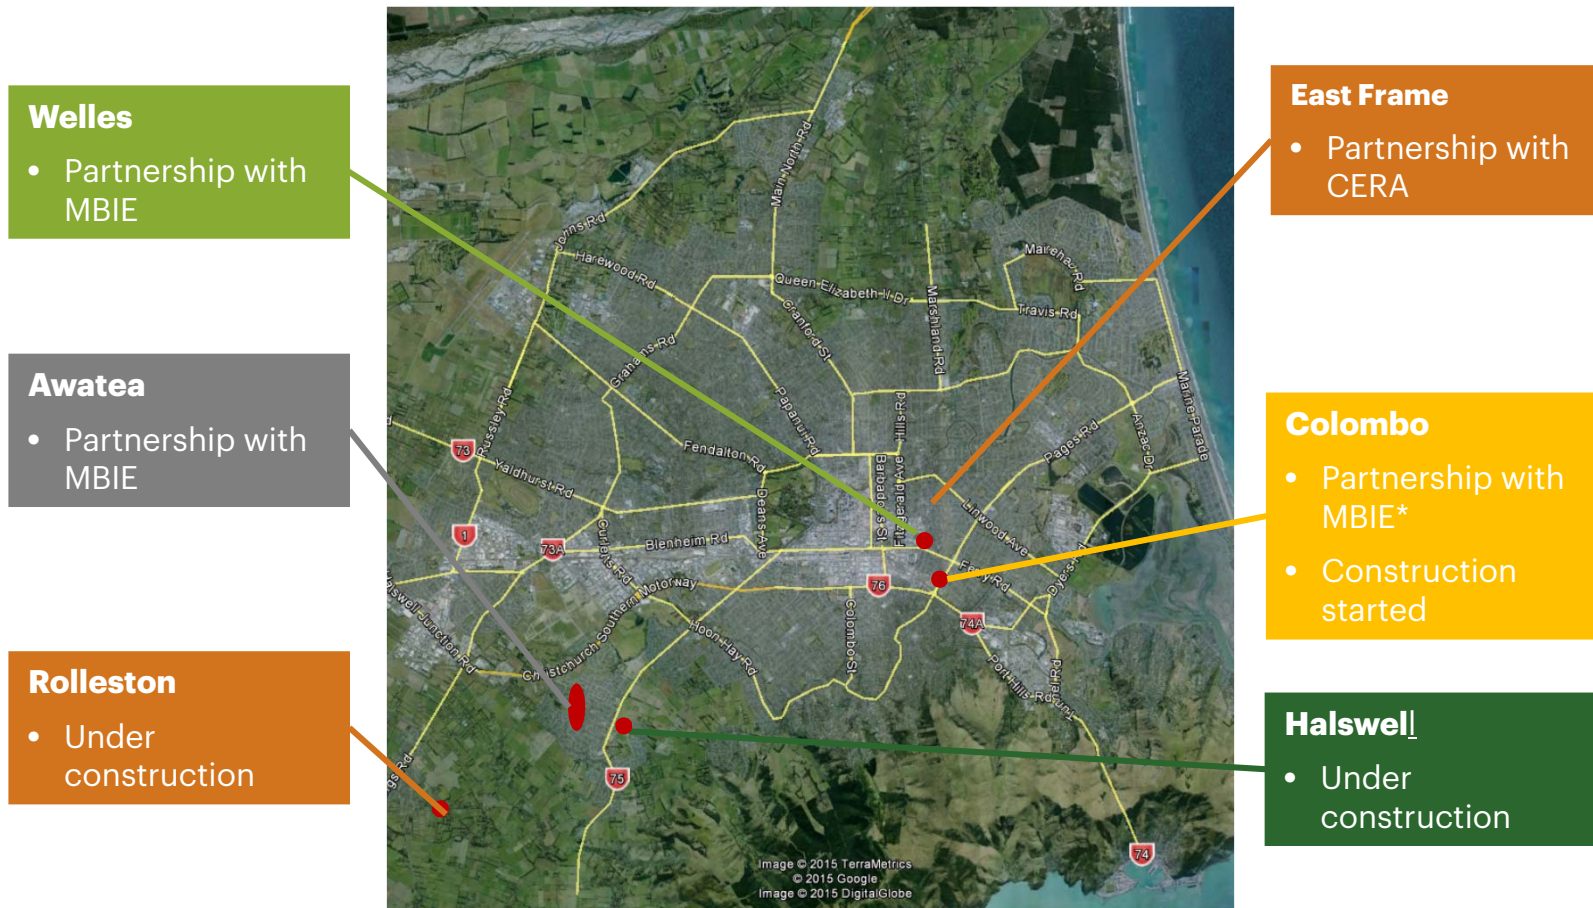 Welles
• Partnership with
MBIE
Awatea
• Partnership with
MBIE
Rolleston
• Under
construction
East Frame
• Partnership with
CERA
Colombo
• Partnership with
MBIE*
• Construction
started
Halswell
• Under
construction
Main North Rd
Johns Rd
Harewood Rd
Queen Elizabeth II Dr
Cranford St
Marshland Rd
Travis Rd
Grahams Rd
Papanui Rd
Russley Rd
Marine Parade
Anzac Dr
Pages Rd
Fitzgerald Ave
Hills Rd
Barbadoes St
Fendalton Rd
Deans Ave
73
Yaldhurst Rd
Linwood Ave
1
73A
Blenheim Rd
Curletts Rd
76
Ferry Rd
Dyers Rd
Halswell Junction Rd
Christchurch Southern Motorway
Hoon Hay Rd
Colombo St
74A
Port Hills Rd
75
74
Image © 2015 TerraMetrics
© 2015 Google
Image © 2015 DigitalGlobe